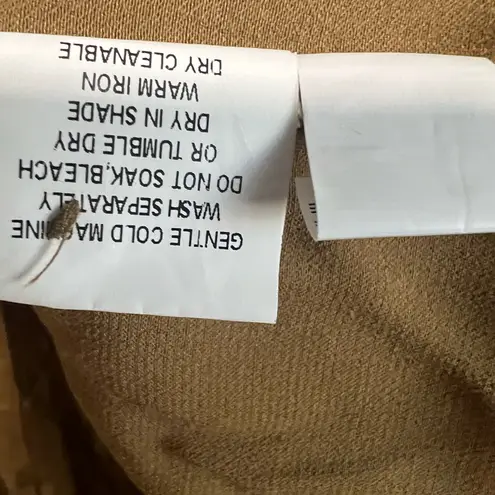 GENTLE COLD MACHINE
WASH SEPARATELY
DO NOT SOAK,BLEACH
OR TUMBLE DRY
DRY IN SHADE
WARM IRON
DRY CLEANABLE